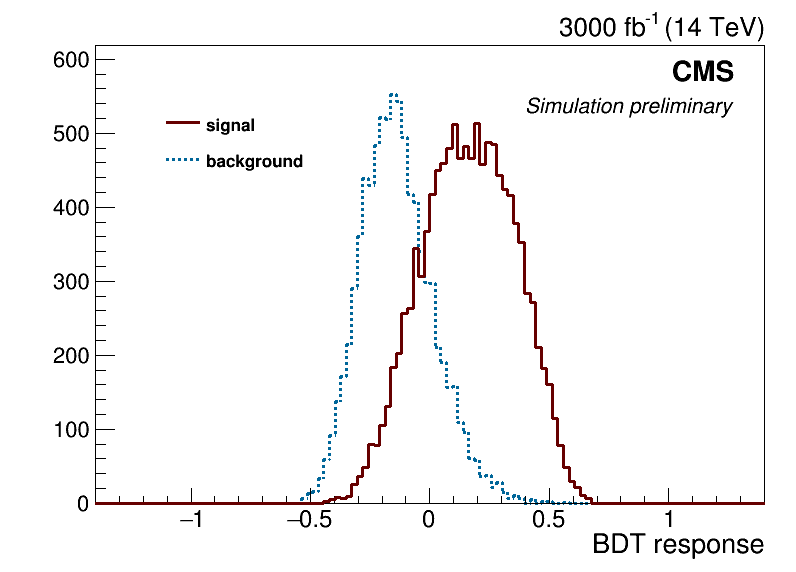 3000 fb⁻¹ (14 TeV)
600
CMS
Simulation preliminary
signal
500
background
400
300
200
100
0
−1
−0.5
0
0.5
1
BDT response